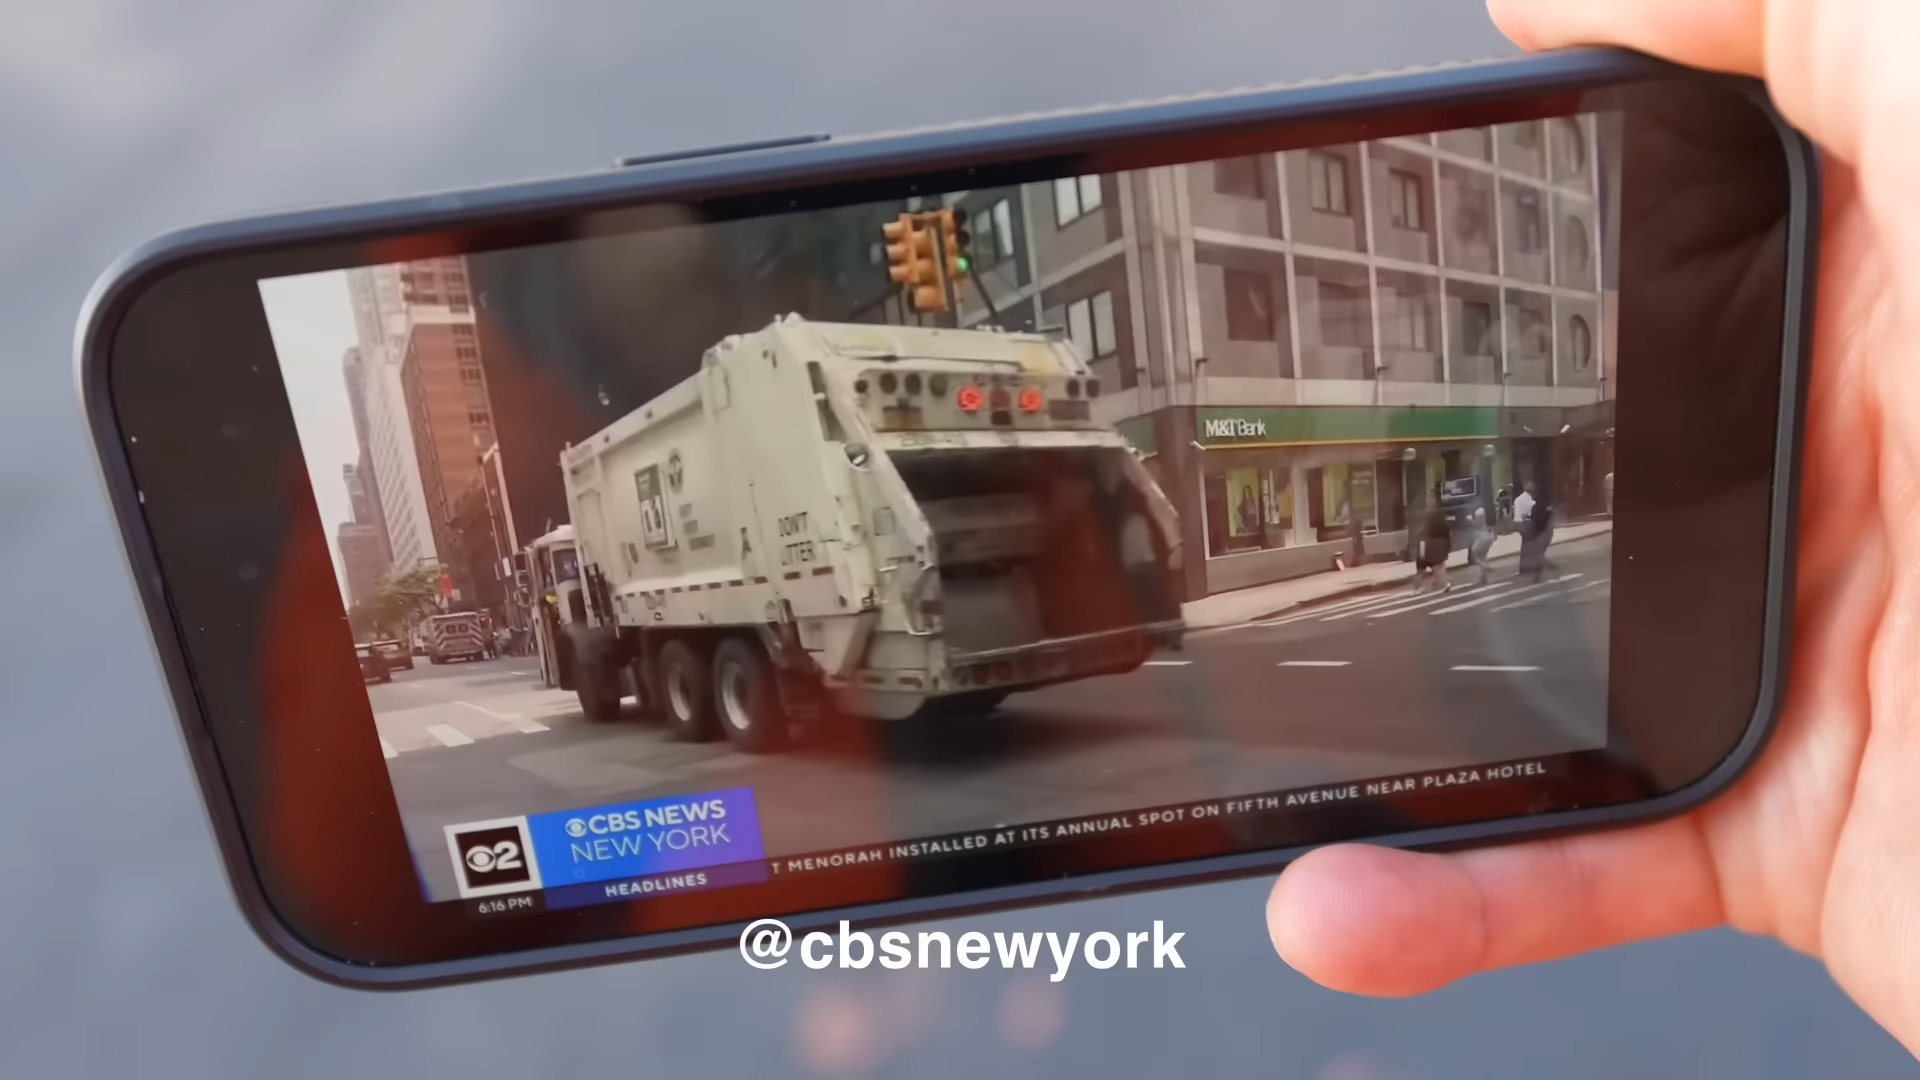 M&T Bank
DON'T
LITTER
CBS NEWS
NEW YORK
2
HEADLINES
6:16 PM
T MENORAH INSTALLED AT ITS ANNUAL SPOT ON FIFTH AVENUE NEAR PLAZA HOTEL
@cbsnewyork